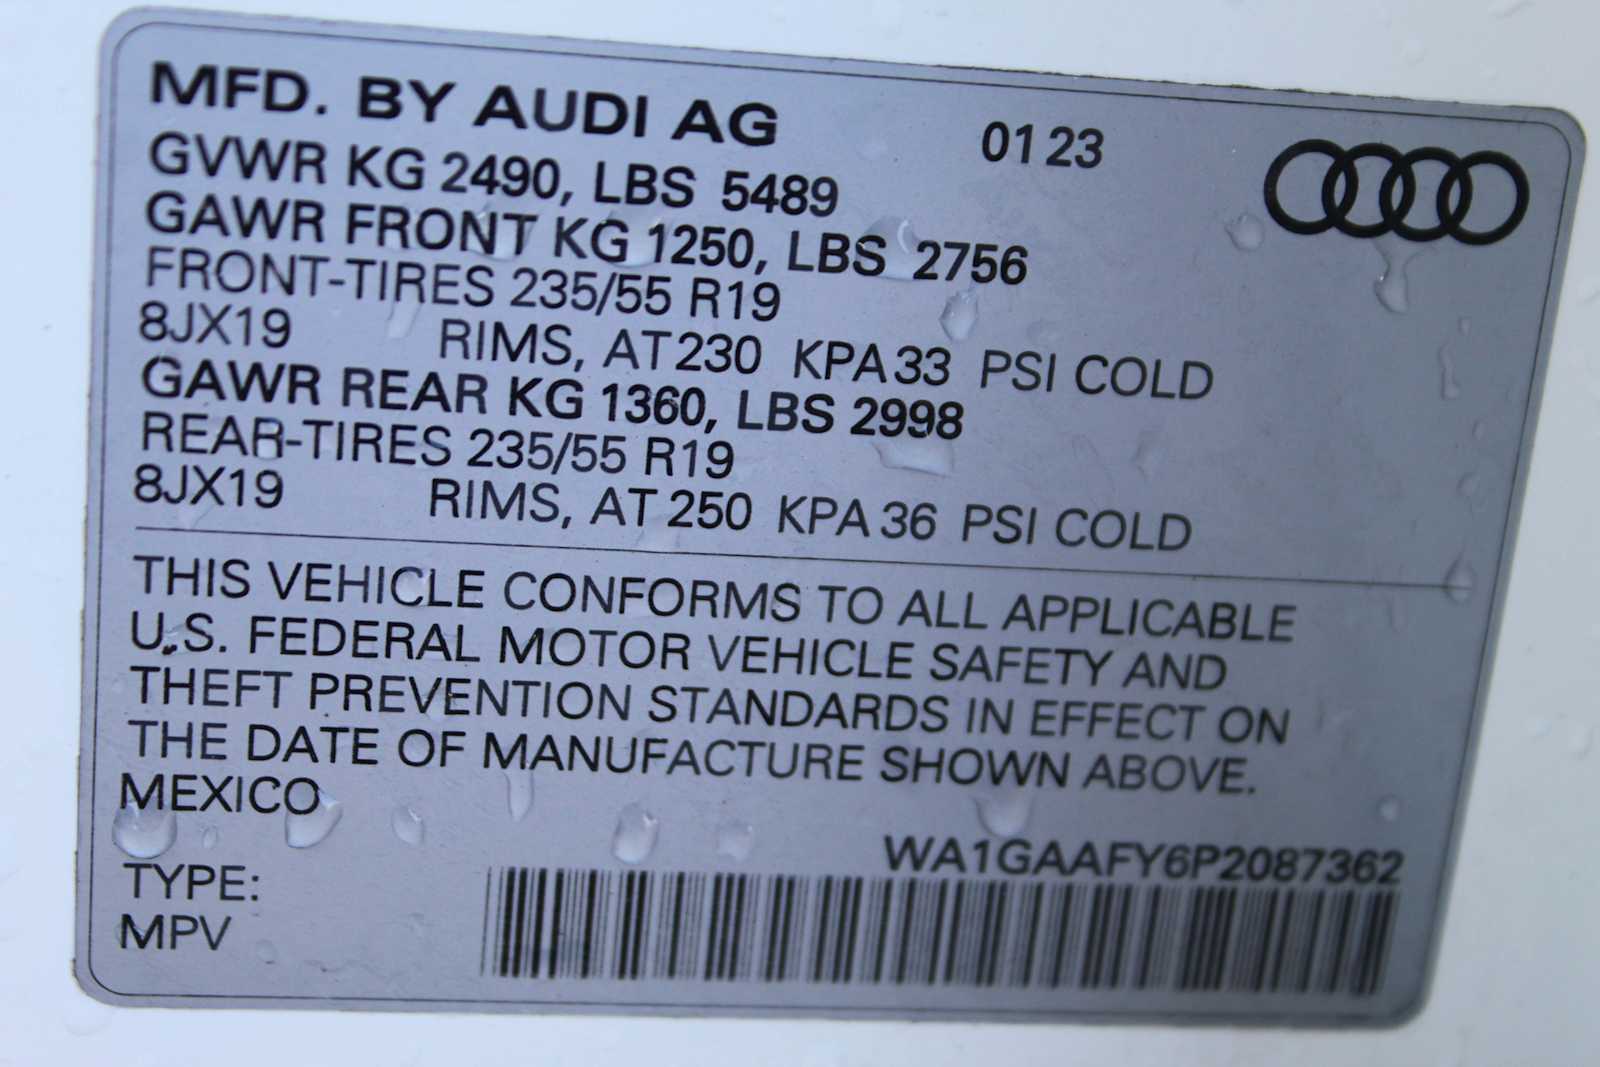 MFD. BY AUDI AG 01 23
GVWR KG 2490, LBS 5489
GAWR FRONT KG 1250, LBS 2756
FRONT-TIRES 235/55 R19
8JX19 RIMS, AT 230 KPA 33 PSI COLD
GAWR REAR KG 1360, LBS 2998
REAR-TIRES 235/55 R19
8JX19 RIMS, AT 250 KPA 36 PSI COLD
THIS VEHICLE CONFORMS TO ALL APPLICABLE
U.S. FEDERAL MOTOR VEHICLE SAFETY AND
THEFT PREVENTION STANDARDS IN EFFECT ON
THE DATE OF MANUFACTURE SHOWN ABOVE.
MEXICO
WA1GAAFY6P2087362
TYPE:
MPV